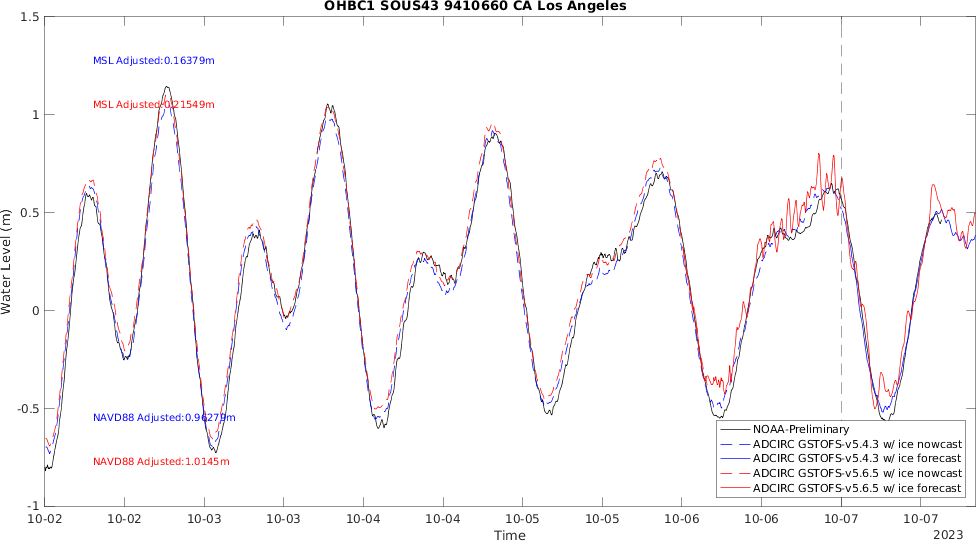 OHBC1 SOUS43 9410660 CA Los Angeles
1.5
MSL Adjusted:0.16379m
MSL Adjusted:0.21549m
1
0.5
Water Level (m)
0
-0.5
NAVD88 Adjusted:0.96279m
NAVD88 Adjusted:1.0145m
NOAA-Preliminary
ADCIRC GSTOFS-v5.4.3 w/ ice nowcast
ADCIRC GSTOFS-v5.4.3 w/ ice forecast
ADCIRC GSTOFS-v5.6.5 w/ ice nowcast
ADCIRC GSTOFS-v5.6.5 w/ ice forecast
-1
10-02 10-02 10-03 10-03 10-04 10-04 10-05 10-05 10-06 10-06 10-07 10-07
Time
2023